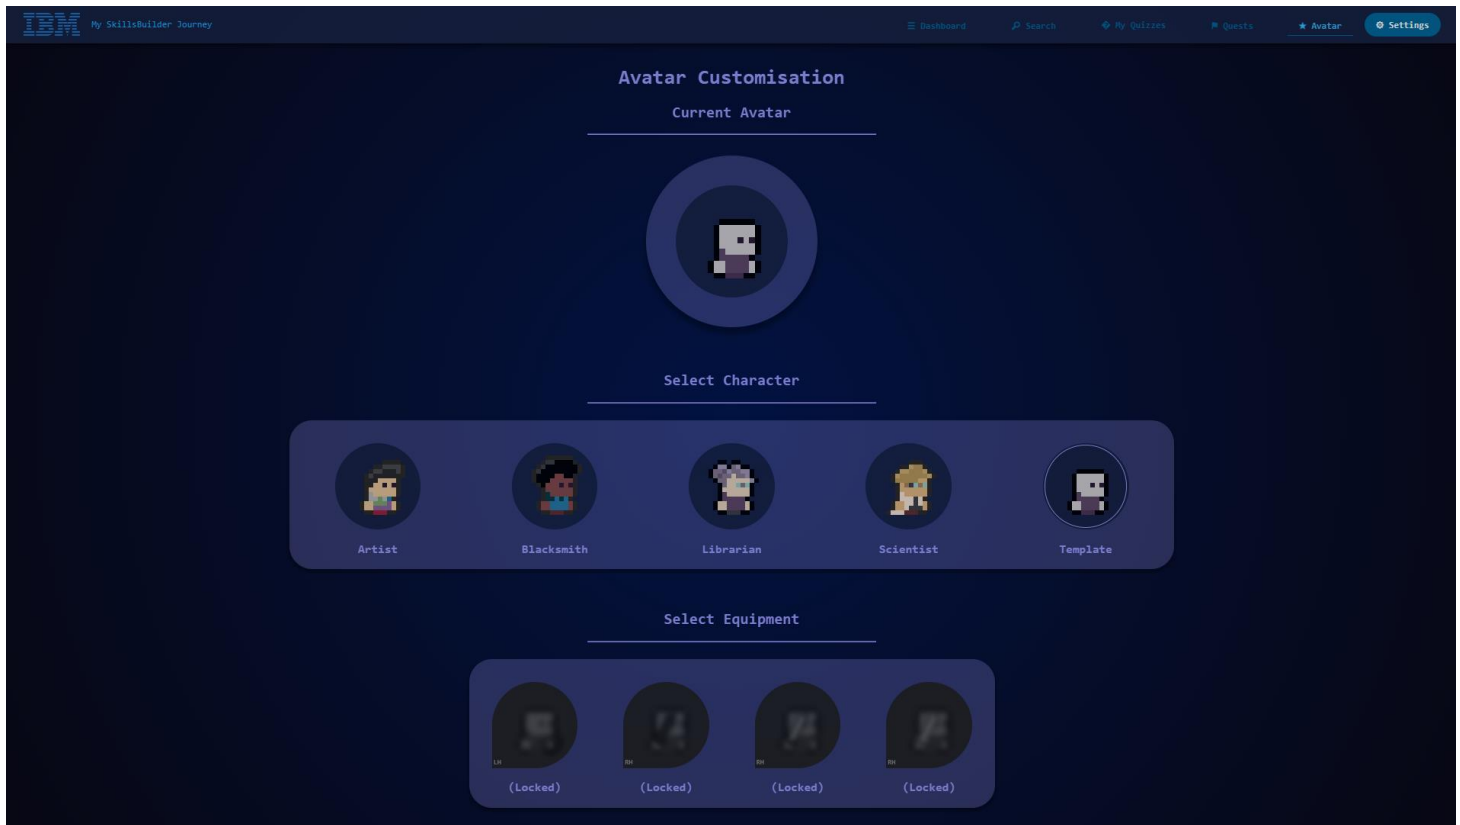 IBM My SkillsBuilder Journey
Dashboard Search My Quizzes Quests Avatar Settings
Avatar Customisation
Current Avatar
Select Character
Artist Blacksmith Librarian Scientist Template
Select Equipment
LH RH RH RH
(Locked) (Locked) (Locked) (Locked)